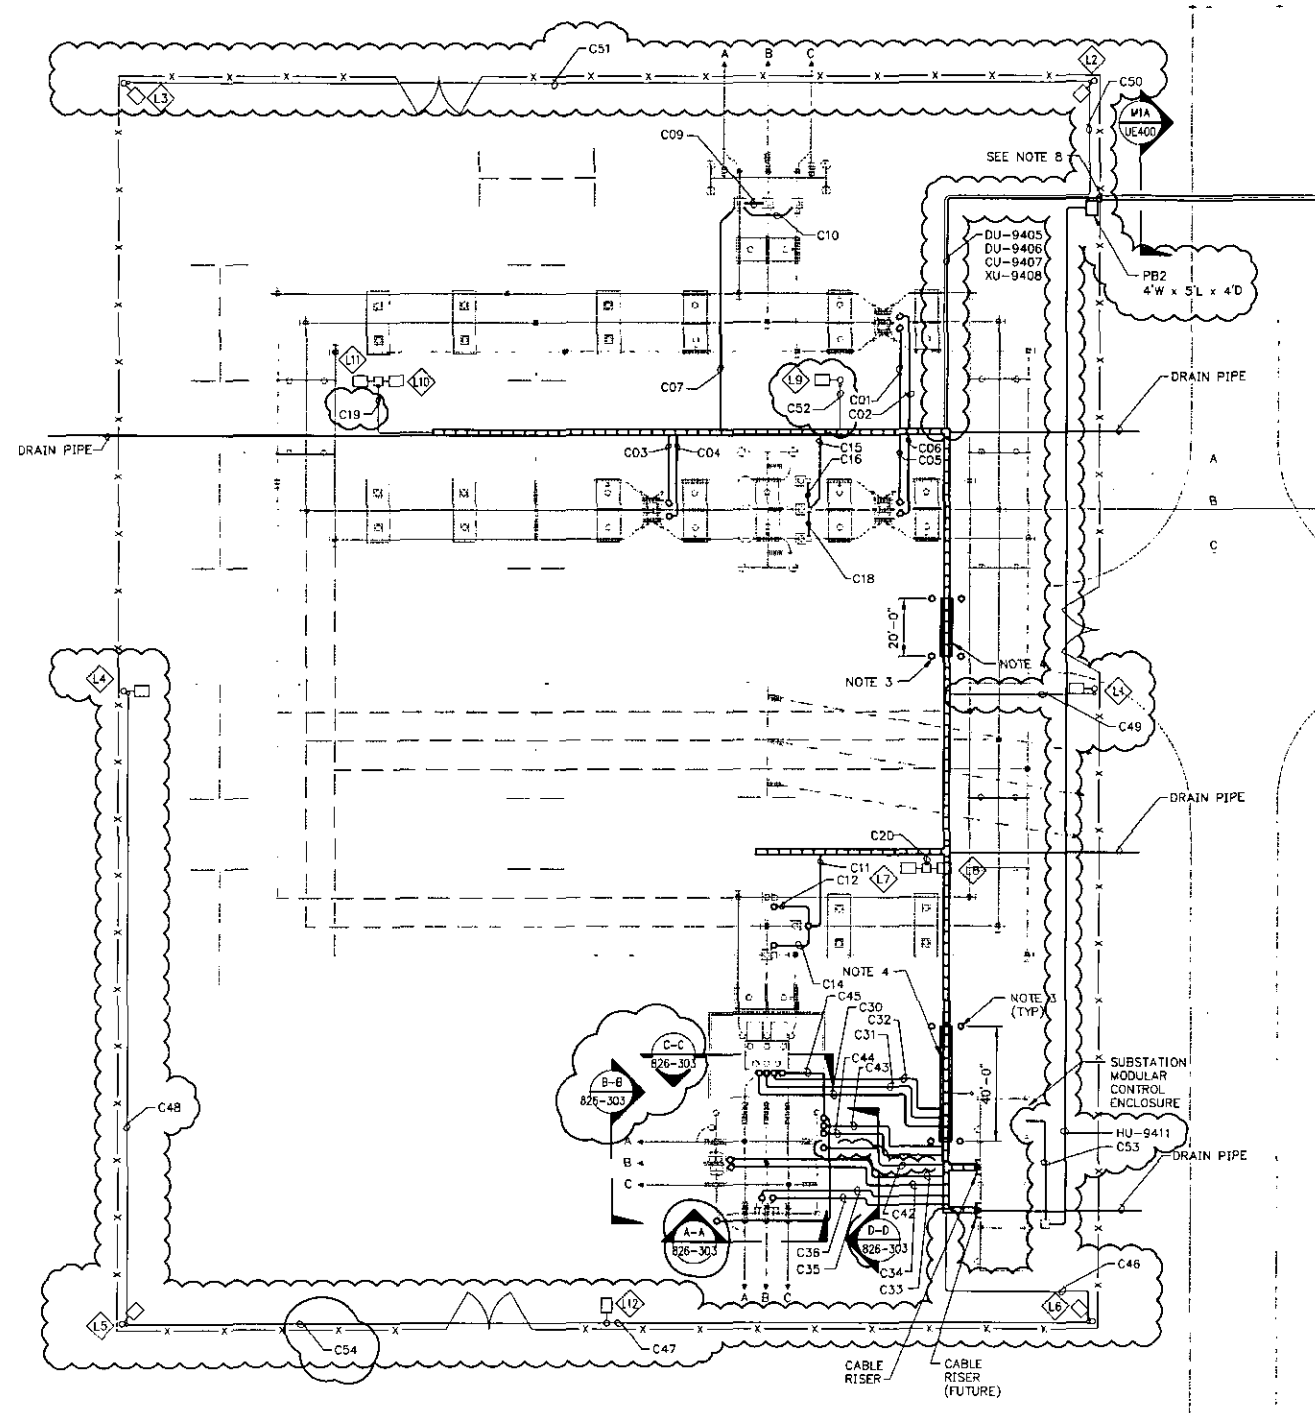 C51
A B C
L2
C50
L3
M1A
UE400
C09
SEE NOTE 8
C10
DU-9405
DU-9406
CU-9407
XU-9408
PB2
4'W x 5'L x 4'D
L11
L10
L9
C19
C07
C52
C01
C02
DRAIN PIPE
DRAIN PIPE
C03
C04
C15
C16
C06
C05
A
B
C
C18
20'-0"
NOTE 3
NOTE 4
L4
C49
DRAIN PIPE
C20
C11
C12
L7
L8
C14
NOTE 4
C45
C30
C32
C31
C44
C43
NOTE 3
(TYP)
40'-0"
C-C
826-303
B-B
826-303
SUBSTATION
MODULAR
CONTROL
ENCLOSURE
C48
HU-9411
C53
DRAIN PIPE
A
B
C
A-A
826-303
C42
D-D
826-303
C36
C35
C34
C33
C46
A B C
L5
L12
L6
C54
C47
CABLE
RISER
CABLE
RISER
(FUTURE)